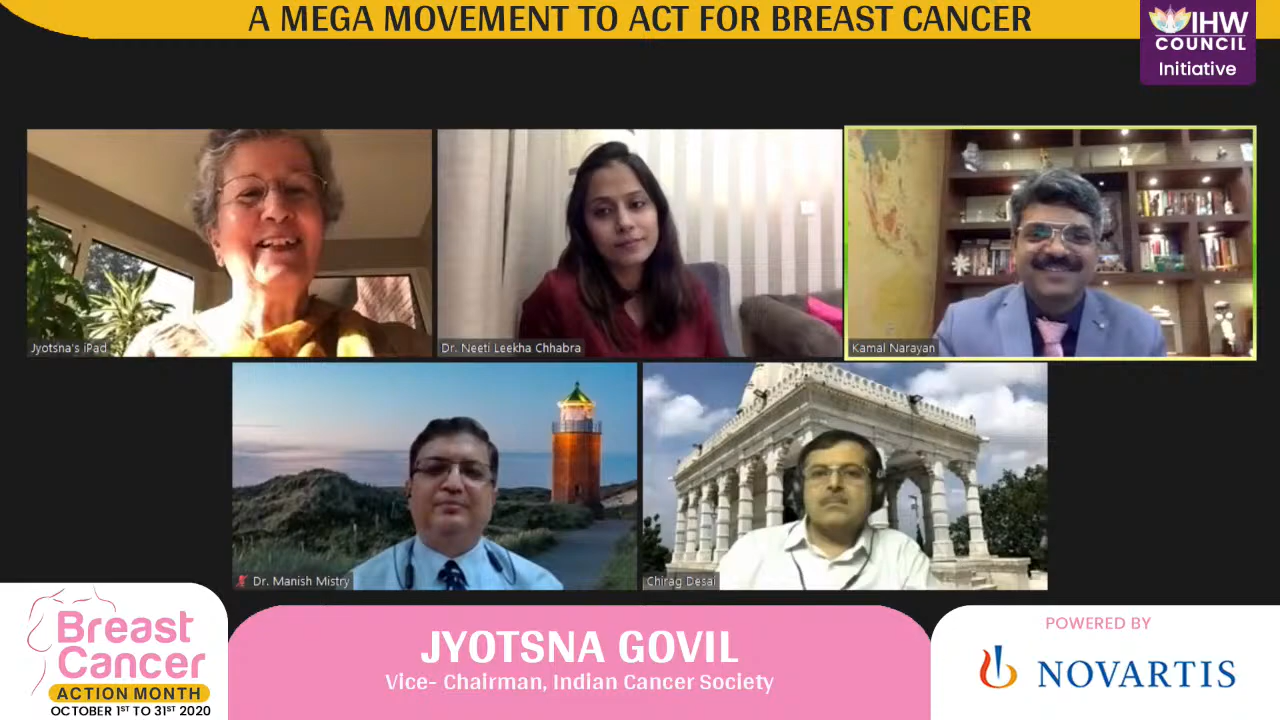 A MEGA MOVEMENT TO ACT FOR BREAST CANCER
IHW
COUNCIL
Initiative
Jyotsna's iPad
Dr. Neeti Leekha Chhabra
Kamal Narayan
Dr. Manish Mistry
Chirag Desai
Breast
Cancer
ACTION MONTH
OCTOBER 1ST TO 31ST 2020
JYOTSNA GOVIL
Vice- Chairman, Indian Cancer Society
POWERED BY
NOVARTIS